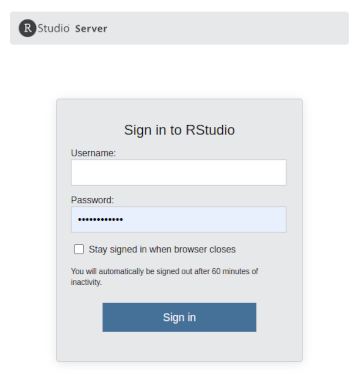 RStudio Server
Sign in to RStudio
Username:
Password:
••••••••••••
Stay signed in when browser closes
You will automatically be signed out after 60 minutes of
inactivity.
Sign in